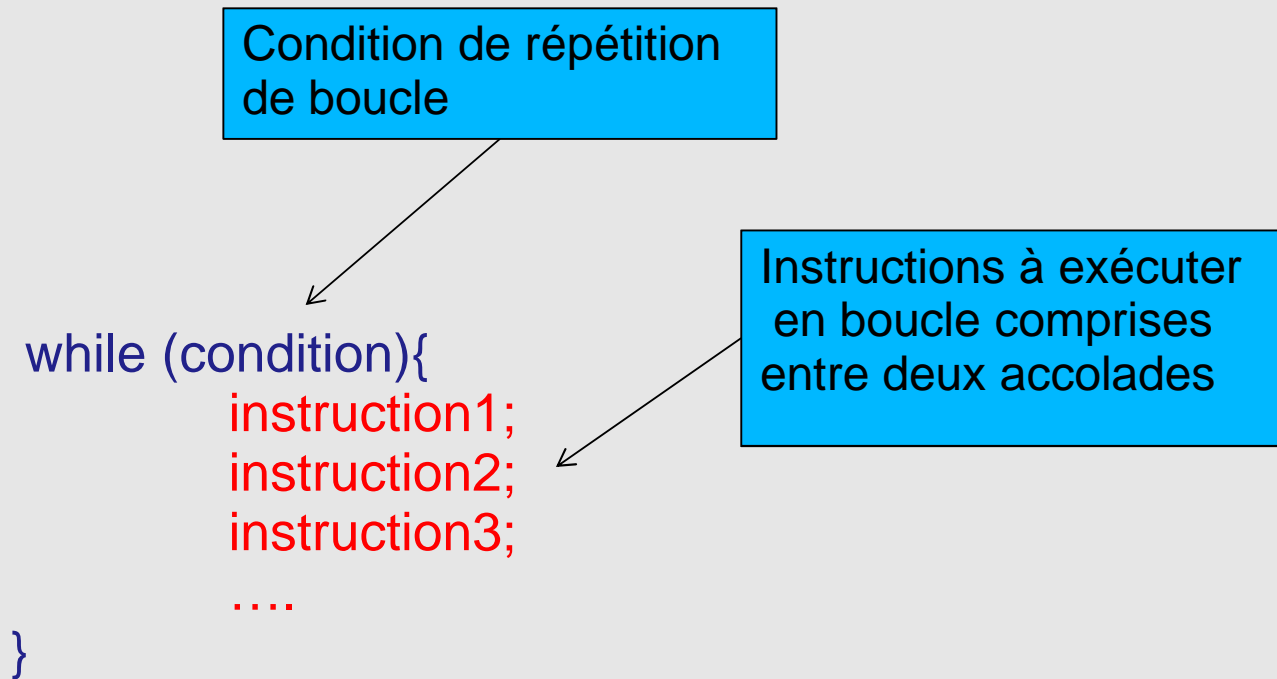 Condition de répétition
de boucle
Instructions à exécuter
en boucle comprises
entre deux accolades
while (condition){
instruction1;
instruction2;
instruction3;
….
}